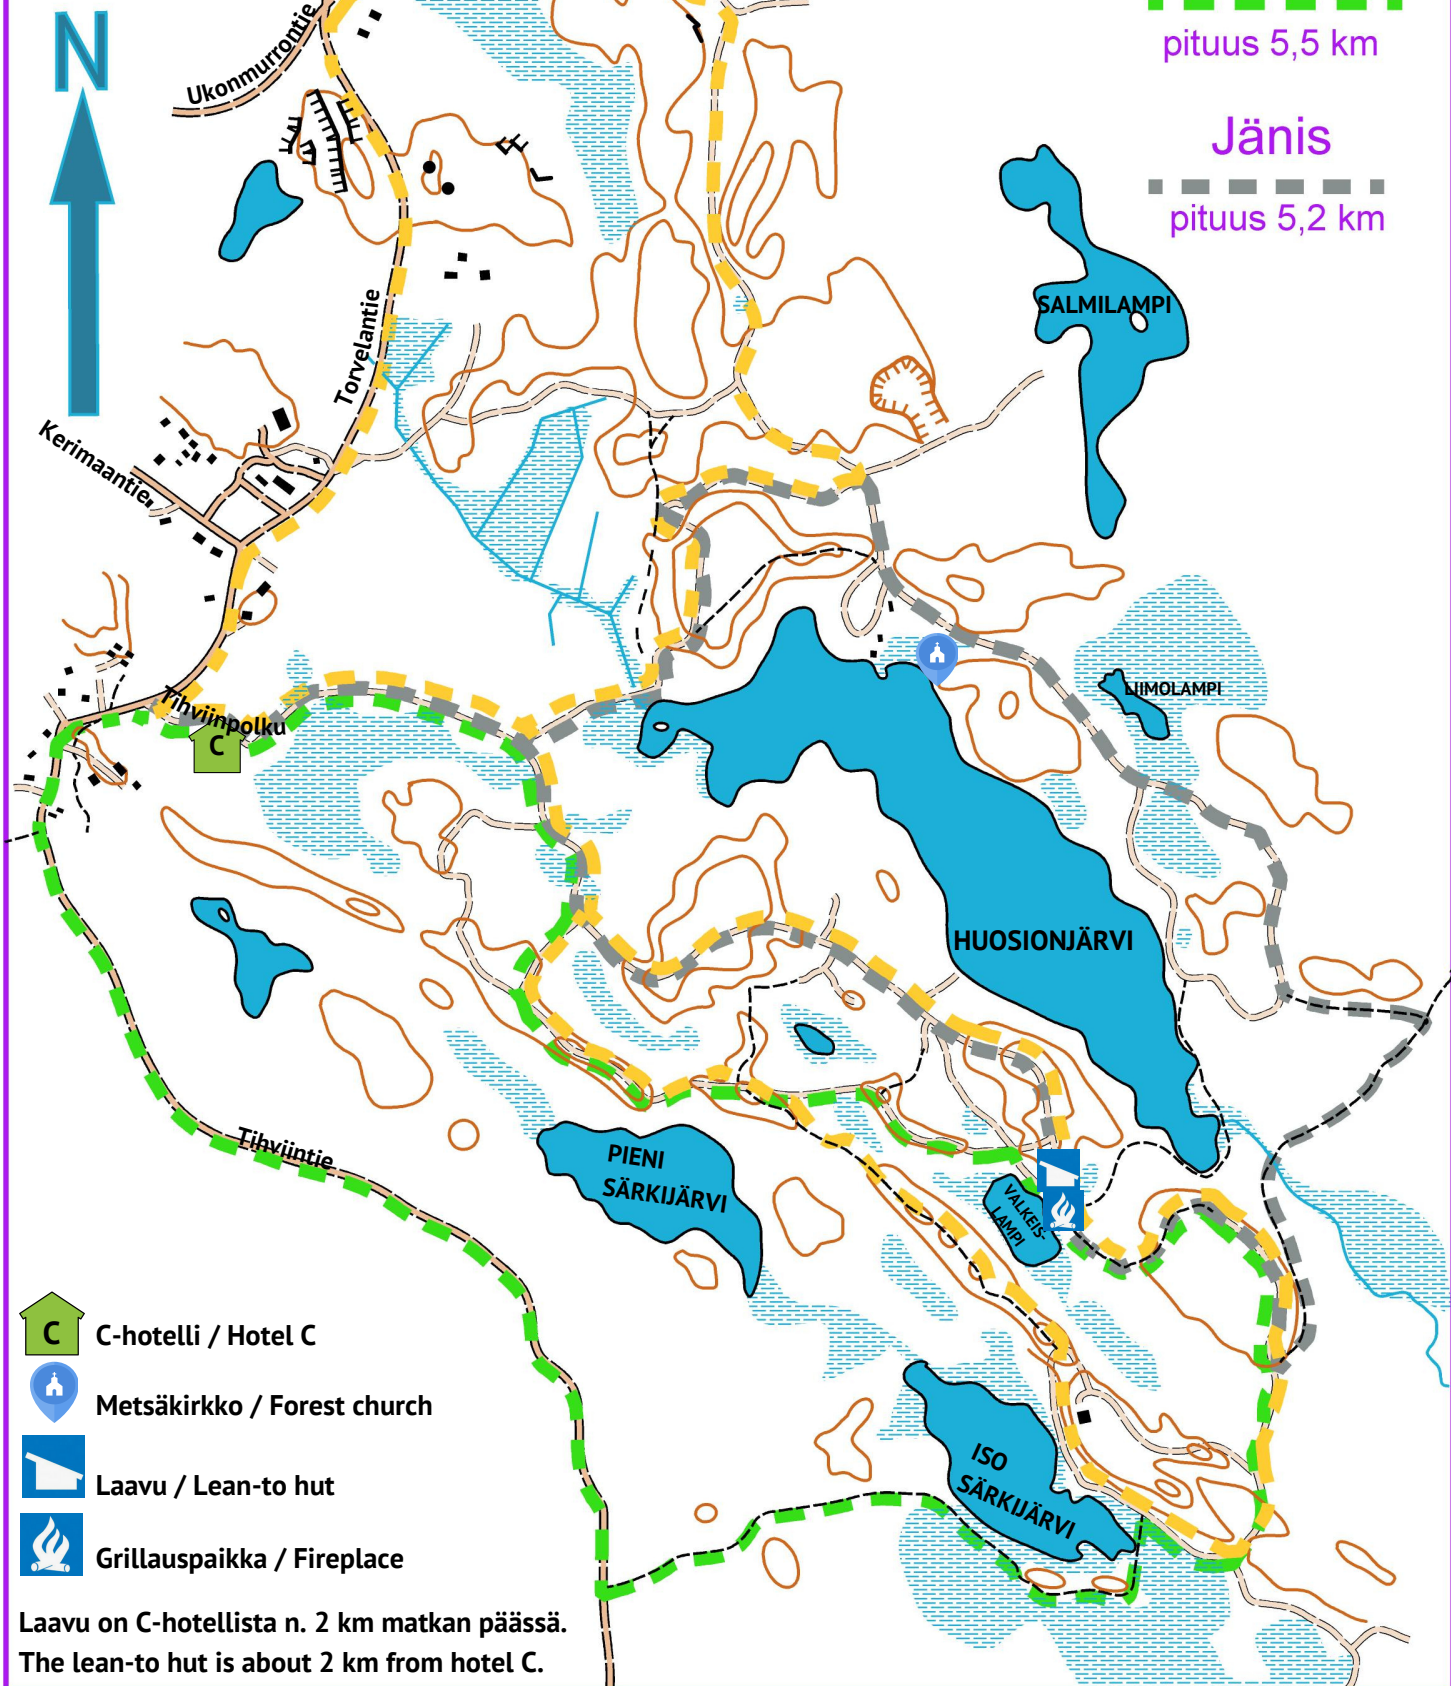 N
pituus 5,5 km
Jänis
pituus 5,2 km
Ukonmurrontie
SALMILAMPI
Torvelantie
Kerimaantie
LIIMOLAMPI
Tihviinpolku
C
HUOSIONJÄRVI
Tihviintie
PIENI
SÄRKIJÄRVI
VALKEIS-
LAMPI
ISO
SÄRKIJÄRVI
C
C-hotelli / Hotel C
Metsäkirkko / Forest church
Laavu / Lean-to hut
Grillauspaikka / Fireplace
Laavu on C-hotellista n. 2 km matkan päässä.
The lean-to hut is about 2 km from hotel C.